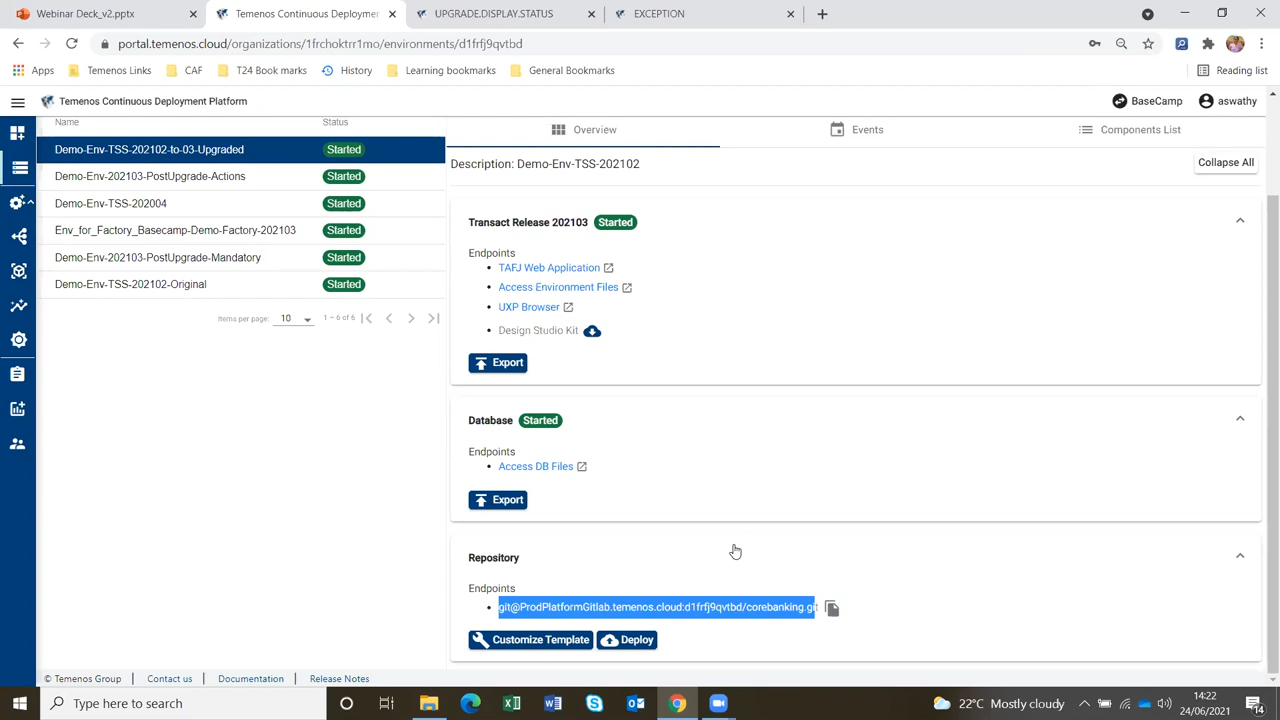 Webinar Deck_v2.pptx
Temenos Continuous Deploymen
UPGRADE.DISPLAY.STATUS
EXCEPTION
portal.temenos.cloud/organizations/1frchoktrr1mo/environments/d1frfj9qvtbd
Apps
Temenos Links
CAF
T24 Book marks
History
Learning bookmarks
General Bookmarks
Reading list
Temenos Continuous Deployment Platform
BaseCamp
aswathy
Name
Status
Demo-Env-TSS-202102-to-03-Upgraded
Started
Demo-Env-202103-PostUpgrade-Actions
Started
Demo-Env-TSS-202004
Started
Env_for_Factory_Basecamp-Demo-Factory-202103
Started
Demo-Env-202103-PostUpgrade-Mandatory
Started
Demo-Env-TSS-202102-Original
Started
Items per page: 10 1 – 6 of 6
Overview
Events
Components List
Description: Demo-Env-TSS-202102
Collapse All
Transact Release 202103 Started
Endpoints
TAFJ Web Application
Access Environment Files
UXP Browser
Design Studio Kit
Export
Database Started
Endpoints
Access DB Files
Export
Repository
Endpoints
git@ProdPlatformGitlab.temenos.cloud:d1frfj9qvtbd/corebanking.git
Customize Template
Deploy
© Temenos Group
Contact us
Documentation
Release Notes
Type here to search
22°C Mostly cloudy
14:22
24/06/2021
14